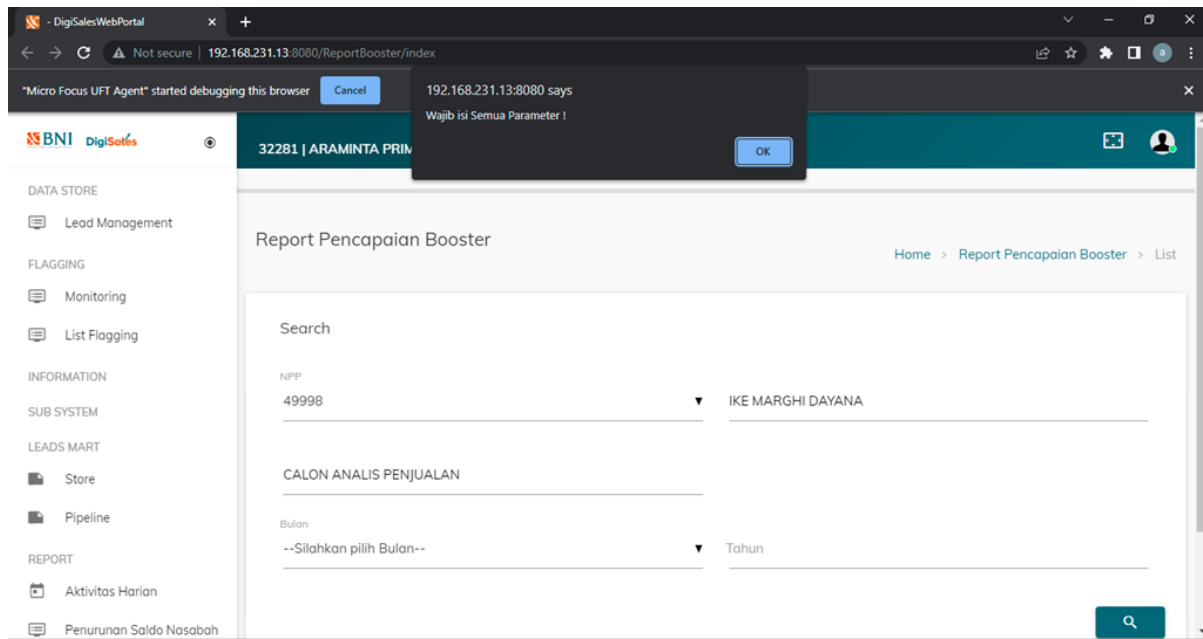 - DigiSalesWebPortal
Not secure | 192.168.231.13:8080/ReportBooster/index
"Micro Focus UFT Agent" started debugging this browser Cancel
192.168.231.13:8080 says
Wajib isi Semua Parameter !
OK
a
BNI DigiSales
32281 | ARAMINTA PRIM
DATA STORE
Lead Management
FLAGGING
Monitoring
List Flagging
INFORMATION
SUB SYSTEM
LEADS MART
Store
Pipeline
REPORT
Aktivitas Harian
Penurunan Saldo Nasabah
Report Pencapaian Booster
Home > Report Pencapaian Booster > List
Search
NPP
49998 IKE MARGHI DAYANA
CALON ANALIS PENJUALAN
Bulan
--Silahkan pilih Bulan-- Tahun